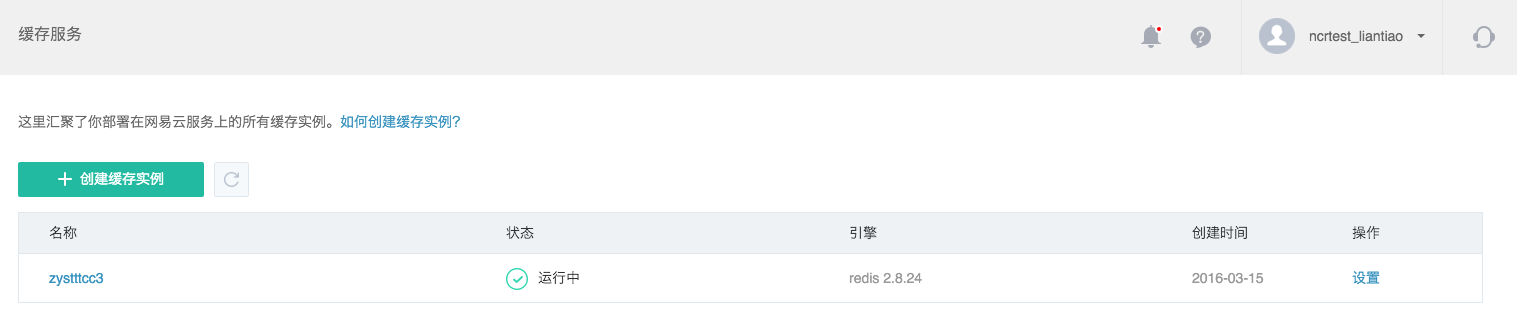 缓存服务
ncrtest_liantiao
这里汇聚了你部署在网易云服务上的所有缓存实例。如何创建缓存实例?
创建缓存实例
名称 状态 引擎 创建时间 操作
zystttcc3 运行中 redis 2.8.24 2016-03-15 设置